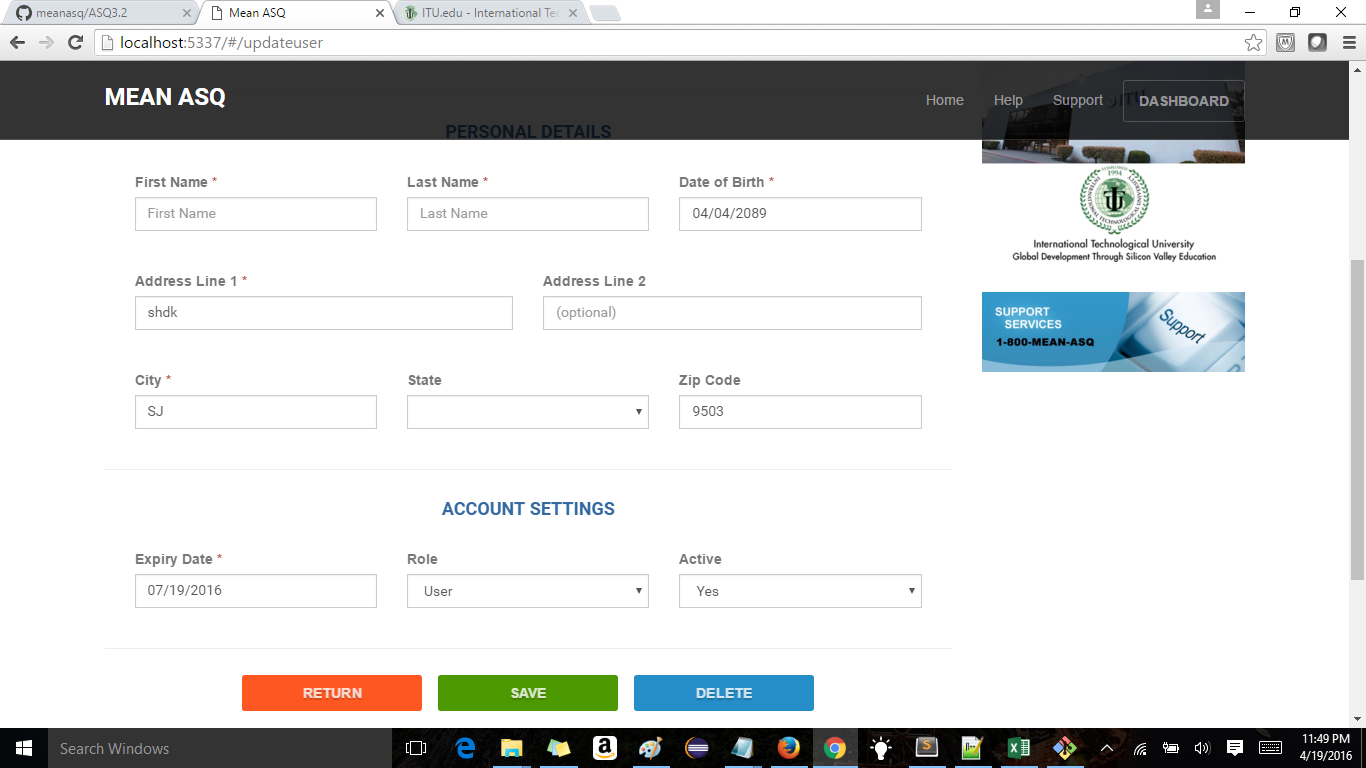 meanasq/ASQ3.2
Mean ASQ
ITU.edu - International Te
localhost:5337/#/updateuser
MEAN ASQ
Home
Help
Support
DASHBOARD
PERSONAL DETAILS
First Name *
Last Name *
Date of Birth *
First Name
Last Name
04/04/2089
1994
International Technological University
Global Development Through Silicon Valley Education
Address Line 1 *
Address Line 2
shdk
(optional)
SUPPORT
SERVICES
1-800-MEAN-ASQ
Support
City *
State
Zip Code
SJ
9503
ACCOUNT SETTINGS
Expiry Date *
Role
Active
07/19/2016
User
Yes
RETURN
SAVE
DELETE
Search Windows
11:49 PM
4/19/2016